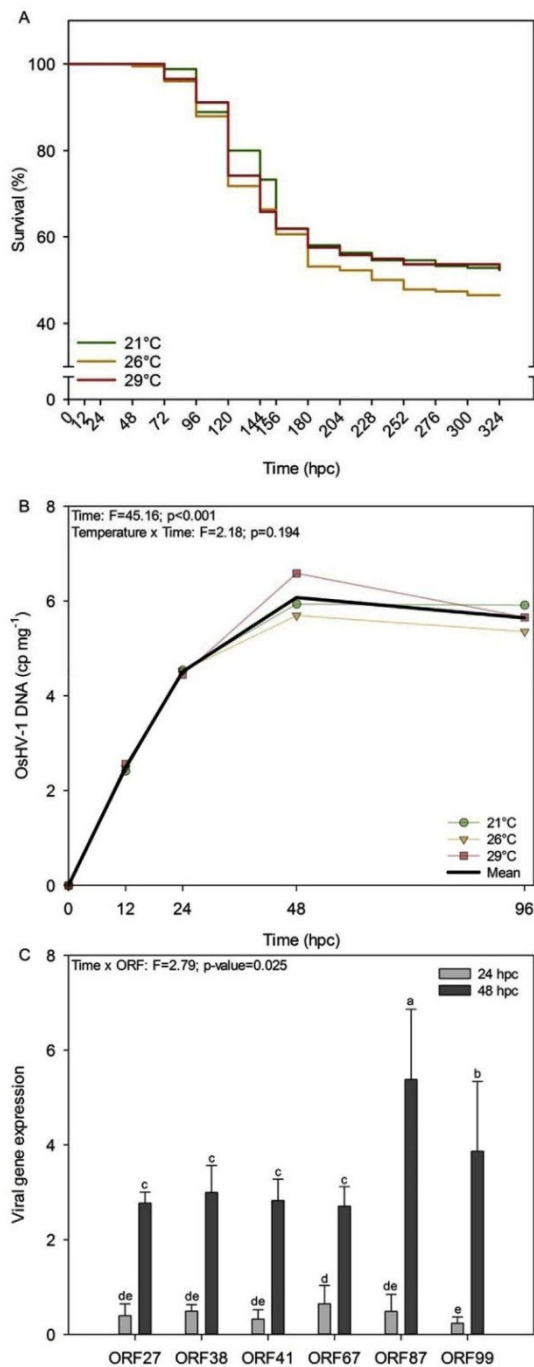 A
100
80
60
40
0
Survival (%)
21°C
26°C
29°C
0 12 24 48 72 96 120 144 156 180 204 228 252 276 300 324
Time (hpc)
B
Time: F=45.16; p<0.001
Temperature x Time: F=2.18; p=0.194
8
6
4
2
0
OsHV-1 DNA (cp mg⁻¹)
21°C
26°C
29°C
Mean
0 12 24 48 96
Time (hpc)
C
Time x ORF: F=2.79; p-value=0.025
24 hpc
48 hpc
8
6
4
2
0
Viral gene expression
de c de c de c d c de a e b
ORF27 ORF38 ORF41 ORF67 ORF87 ORF99